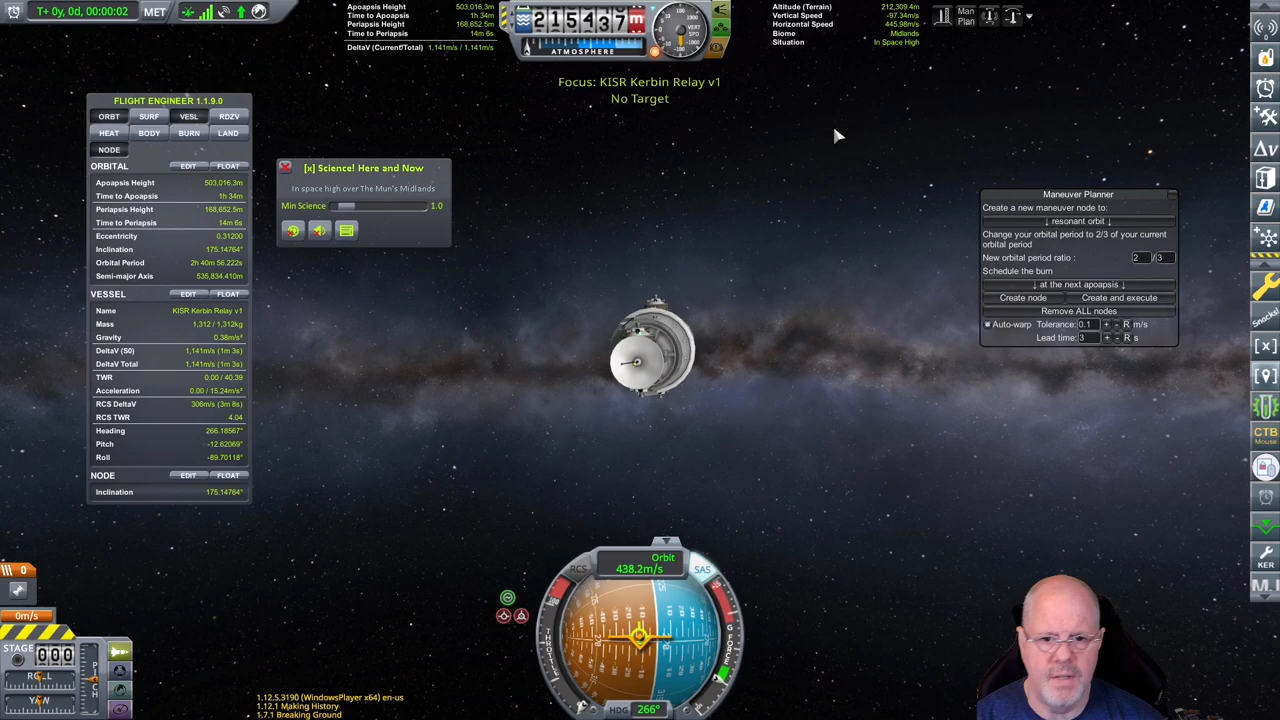 T+ 0y, 0d, 00:00:02
MET
Apoapsis Height 503,016.3m
Time to Apoapsis 1h 34m
Periapsis Height 168,652.5m
Time to Periapsis 14m 6s
DeltaV (Current/Total) 1,141m/s / 1,141m/s
215437 m
ATMOSPHERE
Altitude (Terrain) 212,309.4m
Vertical Speed -97.34m/s
Horizontal Speed 445.98m/s
Biome Midlands
Situation In Space High
Man
Plan
Focus: KISR Kerbin Relay v1
No Target
FLIGHT ENGINEER 1.1.9.0
ORBT SURF VESL RDZV
HEAT BODY BURN LAND
NODE
ORBITAL EDIT FLOAT
Apoapsis Height 503,016.3m
Time to Apoapsis 1h 34m
Periapsis Height 168,652.5m
Time to Periapsis 14m 6s
Eccentricity 0.31200
Inclination 175.14764°
Orbital Period 2h 40m 56.222s
Semi-major Axis 535,834.410m
VESSEL EDIT FLOAT
Name KISR Kerbin Relay v1
Mass 1,312 / 1,312kg
Gravity 0.38m/s²
DeltaV (S0) 1,141m/s (1m 3s)
DeltaV Total 1,141m/s (1m 3s)
TWR 0.00 / 40.39
Acceleration 0.00 / 15.24m/s²
RCS DeltaV 306m/s (3m 8s)
RCS TWR 4.04
Heading 266.18567°
Pitch -12.62069°
Roll -89.70118°
NODE EDIT FLOAT
Inclination 175.14764°
[x] Science! Here and Now
In space high over The Mun's Midlands
Min Science 1.0
Maneuver Planner
Create a new maneuver node to:
↓ resonant orbit ↓
Change your orbital period to 2/3 of your current
orbital period
New orbital period ratio : 2 / 3
Schedule the burn
↓ at the next apoapsis ↓
Create node Create and execute
Remove ALL nodes
Auto-warp Tolerance: 0.1 + - R m/s
Lead time: 3 + - R s
Δv
Snacks!
[x]
CTB
Mouse
KER
Orbit
438.2m/s
RCS
SAS
THROTTLE
G FORCE
HDG 266°
0
0m/s
STAGE 000
ROLL
YAW
PITCH
1.12.5.3190 (WindowsPlayer x64) en-us
1.12.1 Making History
1.7.1 Breaking Ground